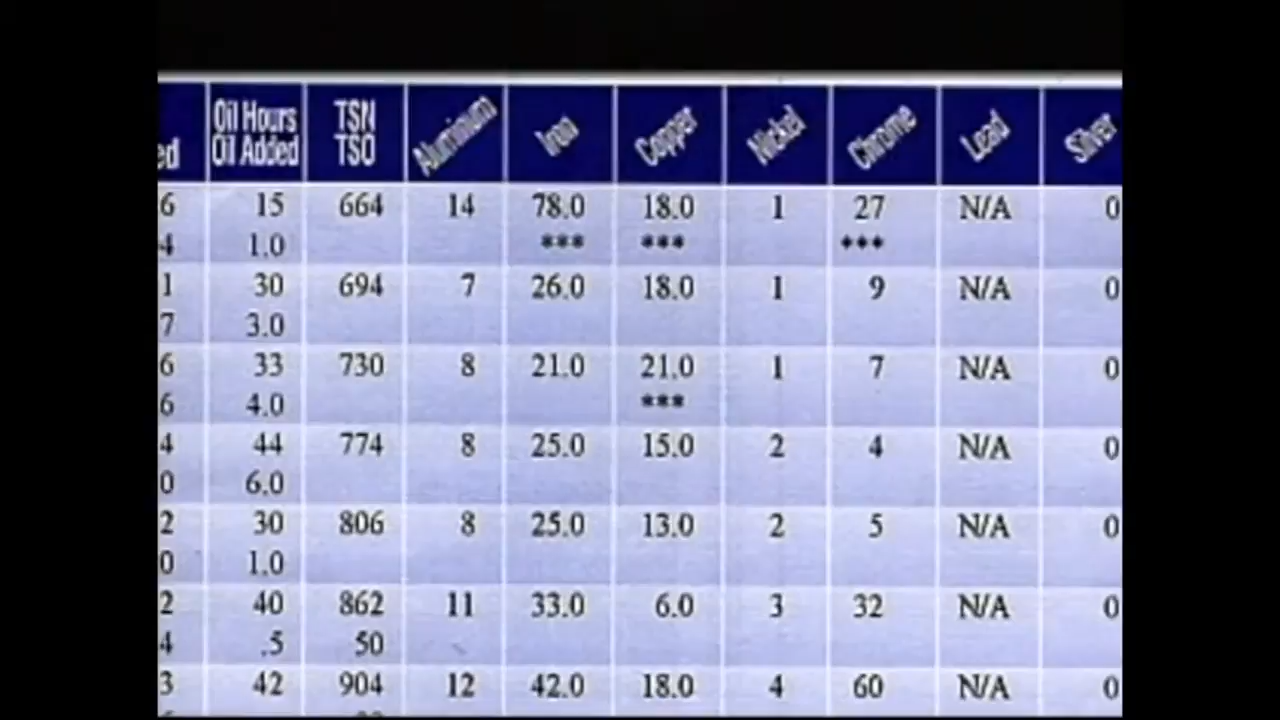 ed Oil Hours Oil Added TSN TSO Aluminum Iron Copper Nickel Chrome Lead Silver
6 15 664 14 78.0 18.0 1 27 N/A 0
4 1.0 *** *** ***
1 30 694 7 26.0 18.0 1 9 N/A 0
7 3.0
6 33 730 8 21.0 21.0 1 7 N/A 0
6 4.0 ***
4 44 774 8 25.0 15.0 2 4 N/A 0
0 6.0
2 30 806 8 25.0 13.0 2 5 N/A 0
0 1.0
2 40 862 11 33.0 6.0 3 32 N/A 0
4 .5 50
3 42 904 12 42.0 18.0 4 60 N/A 0